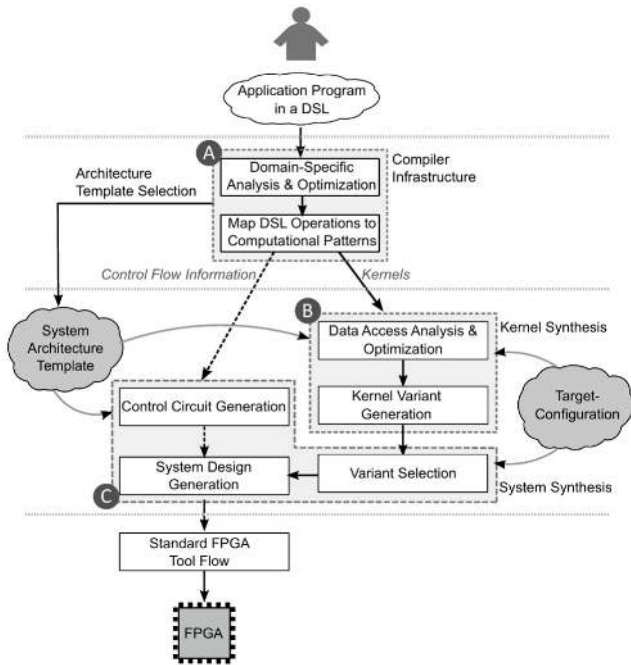 Application Program
in a DSL
A
Domain-Specific
Analysis & Optimization
Compiler
Infrastructure
Architecture
Template Selection
Map DSL Operations to
Computational Patterns
Control Flow Information
Kernels
B
System
Architecture
Template
Data Access Analysis &
Optimization
Kernel Synthesis
Control Circuit Generation
Kernel Variant
Generation
Target-
Configuration
System Design
Generation
Variant Selection
C
System Synthesis
Standard FPGA
Tool Flow
FPGA